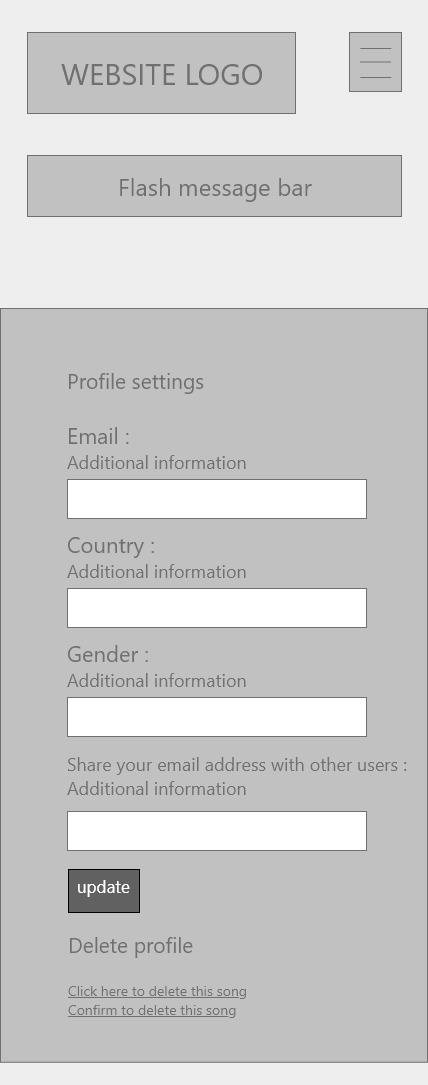 WEBSITE LOGO
Flash message bar
Profile settings
Email :
Additional information
Country :
Additional information
Gender :
Additional information
Share your email address with other users :
Additional information
update
Delete profile
Click here to delete this song
Confirm to delete this song